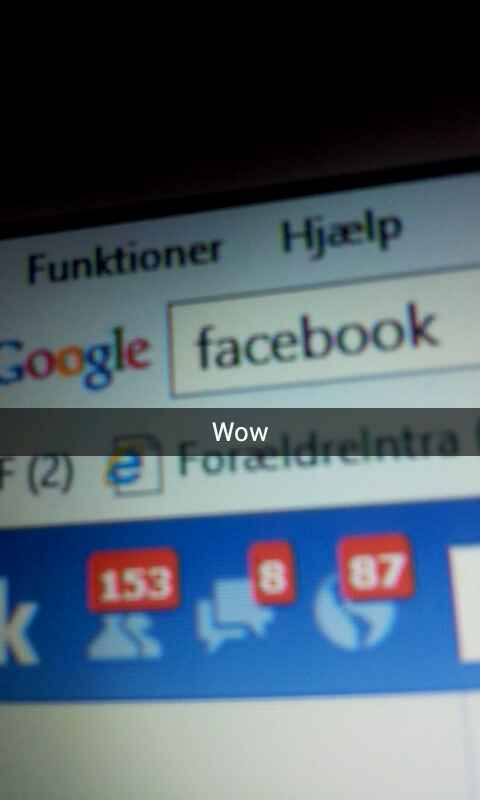 Funktioner Hjælp
Google facebook
Wow
F (2) ForældreIntra (
k 153 8 87